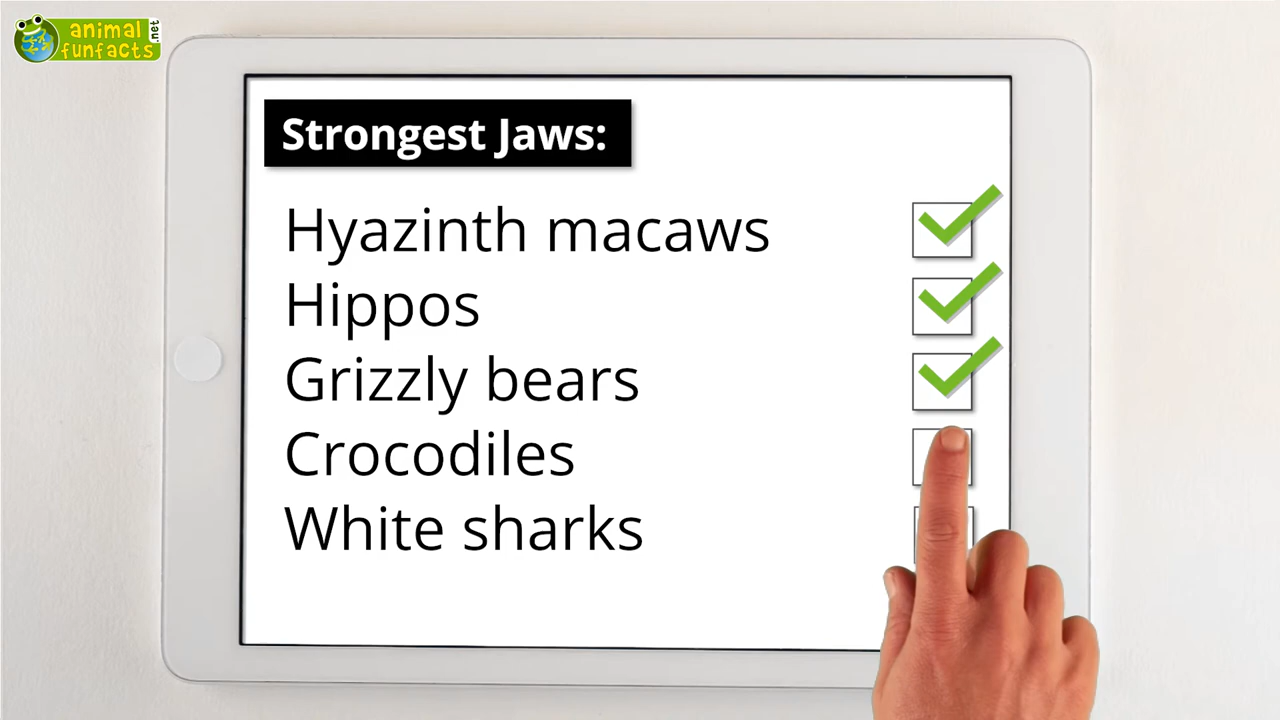 animal
funfacts
.net
Strongest Jaws:
Hyazinth macaws
Hippos
Grizzly bears
Crocodiles
White sharks